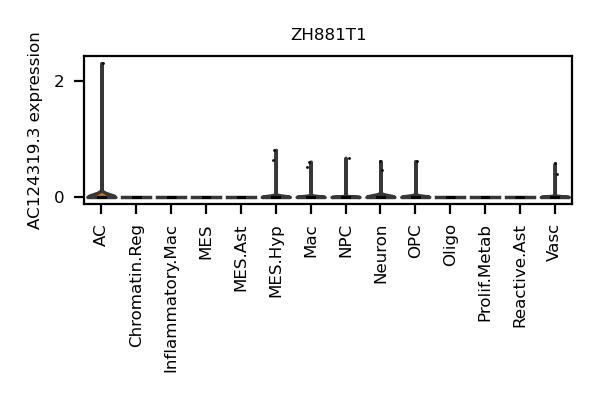 ZH881T1
AC124319.3 expression
2
0
AC
Chromatin.Reg
Inflammatory.Mac
MES
MES.Ast
MES.Hyp
Mac
NPC
Neuron
OPC
Oligo
Prolif.Metab
Reactive.Ast
Vasc